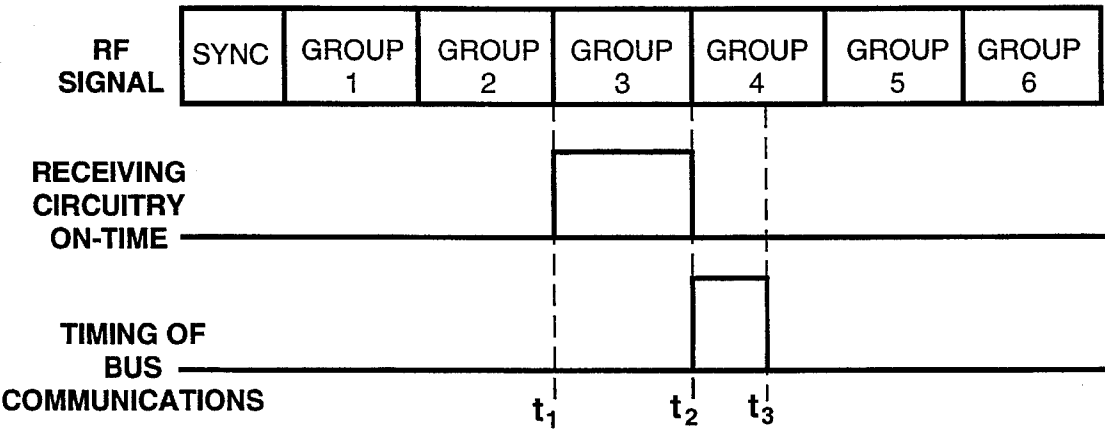 RF SIGNAL
SYNC
GROUP 1
GROUP 2
GROUP 3
GROUP 4
GROUP 5
GROUP 6
RECEIVING
CIRCUITRY
ON-TIME
TIMING OF
BUS
COMMUNICATIONS
t1
t2
t3